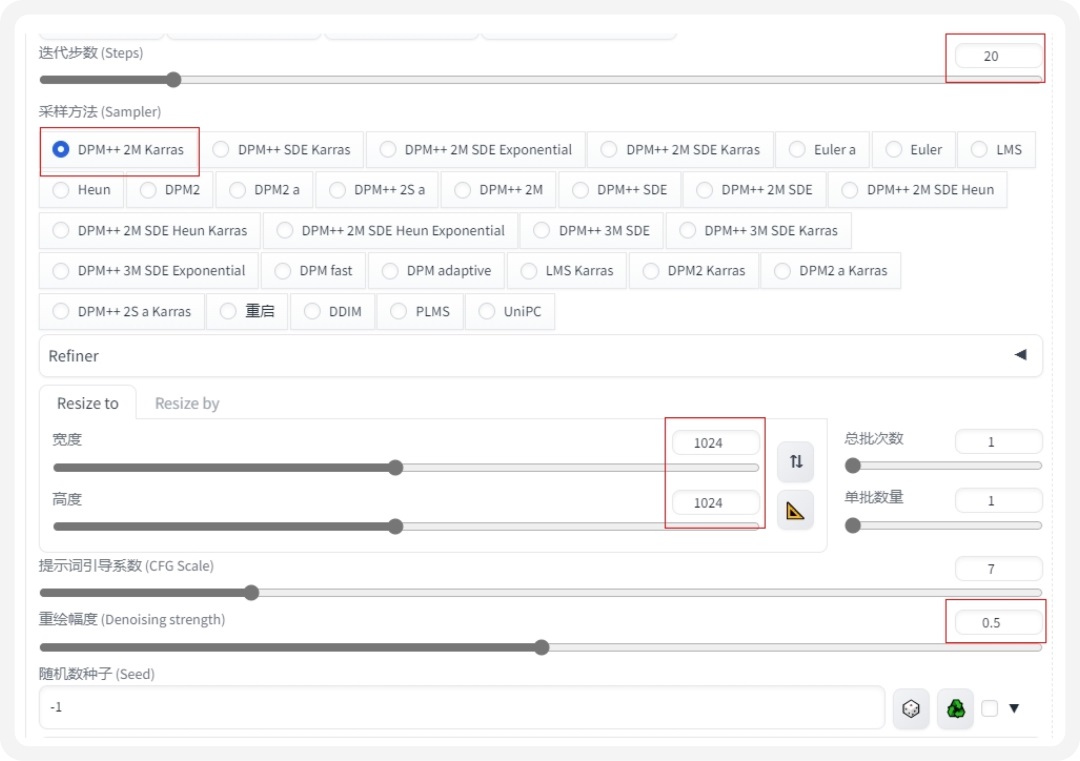 迭代步数 (Steps)
20
采样方法 (Sampler)
DPM++ 2M Karras DPM++ SDE Karras DPM++ 2M SDE Exponential DPM++ 2M SDE Karras Euler a Euler LMS
Heun DPM2 DPM2 a DPM++ 2S a DPM++ 2M DPM++ SDE DPM++ 2M SDE DPM++ 2M SDE Heun
DPM++ 2M SDE Heun Karras DPM++ 2M SDE Heun Exponential DPM++ 3M SDE DPM++ 3M SDE Karras
DPM++ 3M SDE Exponential DPM fast DPM adaptive LMS Karras DPM2 Karras DPM2 a Karras
DPM++ 2S a Karras 重启 DDIM PLMS UniPC
Refiner
Resize to Resize by
宽度 1024
高度 1024
总批次数 1
单批数量 1
提示词引导系数 (CFG Scale) 7
重绘幅度 (Denoising strength) 0.5
随机数种子 (Seed)
-1